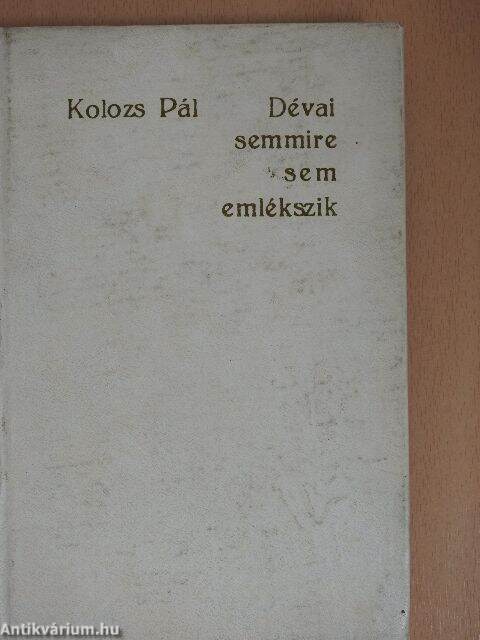 Kolozs Pál Dévai
semmire
sem
emlékszik
Antikvárium.hu